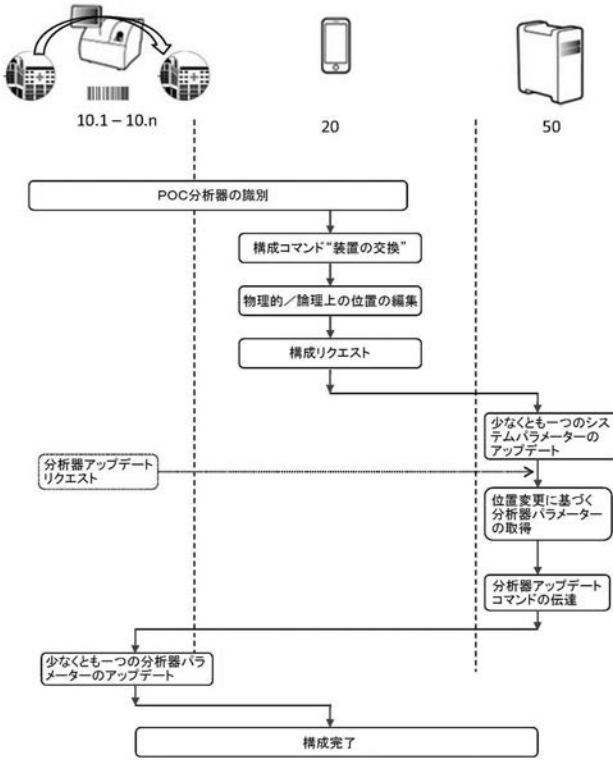 10.1 – 10.n
20
50
POC分析器の識別
構成コマンド“装置の交換”
物理的／論理上の位置の編集
構成リクエスト
少なくとも一つのシス
テムパラメーターの
アップデート
分析器アップデート
リクエスト
位置変更に基づく
分析器パラメーター
の取得
分析器アップデート
コマンドの伝達
少なくとも一つの分析器パラ
メーターのアップデート
構成完了